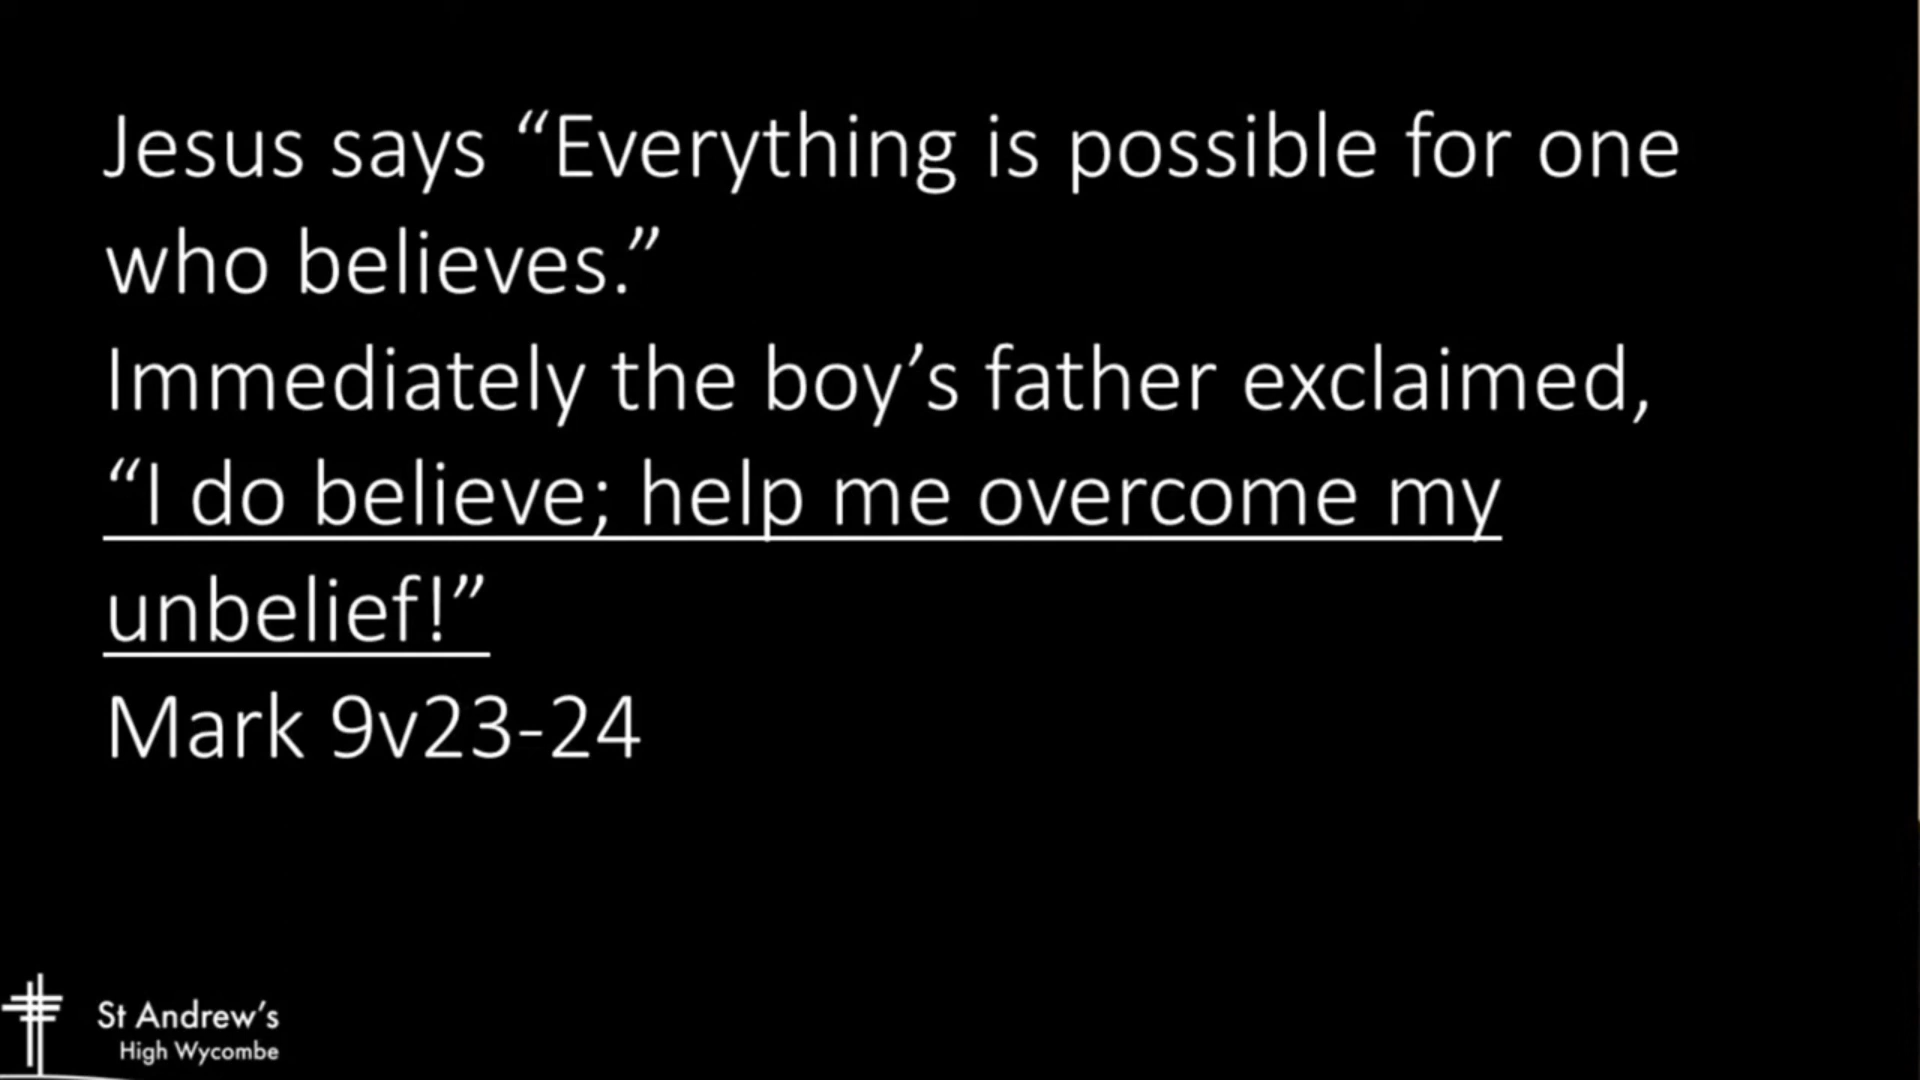 Jesus says “Everything is possible for one
who believes.”
Immediately the boy’s father exclaimed,
“I do believe; help me overcome my
unbelief!”
Mark 9v23-24
St Andrew’s
High Wycombe